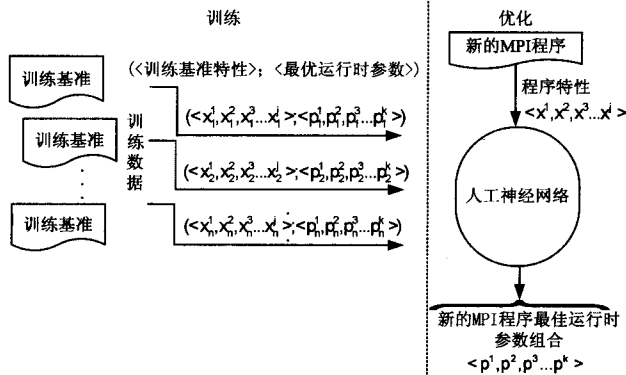 训练
训练基准
训练基准
训练基准
训练数据
(<训练基准特性>；<最优运行时参数>)
(<x₁¹,x₁²,x₁³...x₁ʲ>;<p₁¹,p₁²,p₁³...p₁ᵏ>)
(<x₂¹,x₂²,x₂³...x₂ʲ>;<p₂¹,p₂²,p₂³...p₂ᵏ>)
(<xₙ¹,xₙ²,xₙ³...xₙʲ>;<pₙ¹,pₙ²,pₙ³...pₙᵏ>)
优化
新的MPI程序
程序特性
<x¹,x²,x³...xʲ>
人工神经网络
新的MPI程序最佳运行时
参数组合
<p¹,p²,p³...pᵏ>